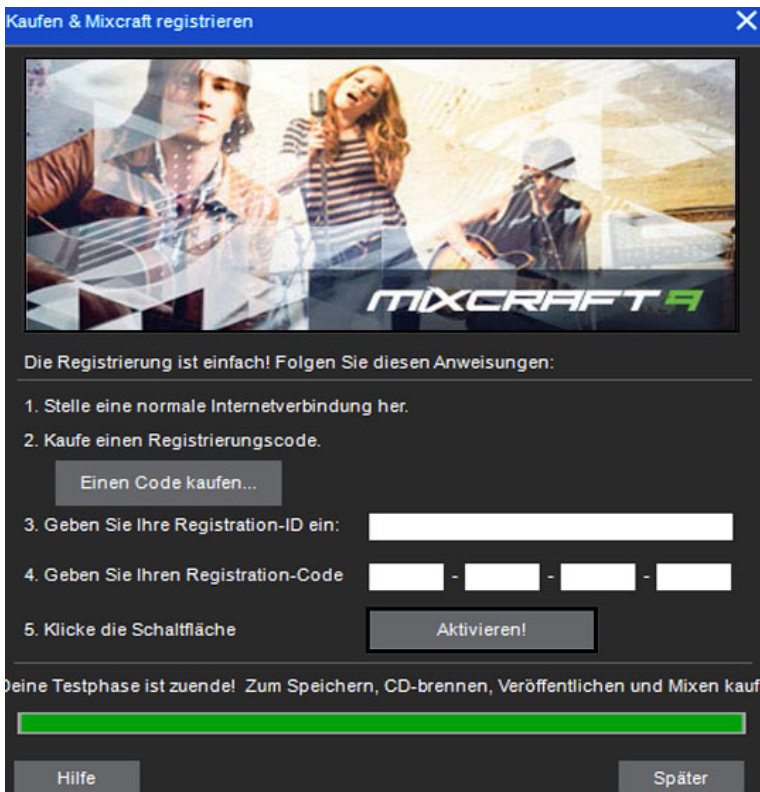 Kaufen & Mixcraft registrieren
MIXCRAFT 9
Die Registrierung ist einfach! Folgen Sie diesen Anweisungen:
1. Stelle eine normale Internetverbindung her.
2. Kaufe einen Registrierungscode.
Einen Code kaufen...
3. Geben Sie Ihre Registration-ID ein:
4. Geben Sie Ihren Registration-Code - - -
5. Klicke die Schaltfläche Aktivieren!
Deine Testphase ist zuende! Zum Speichern, CD-brennen, Veröffentlichen und Mixen kauf
Hilfe Später